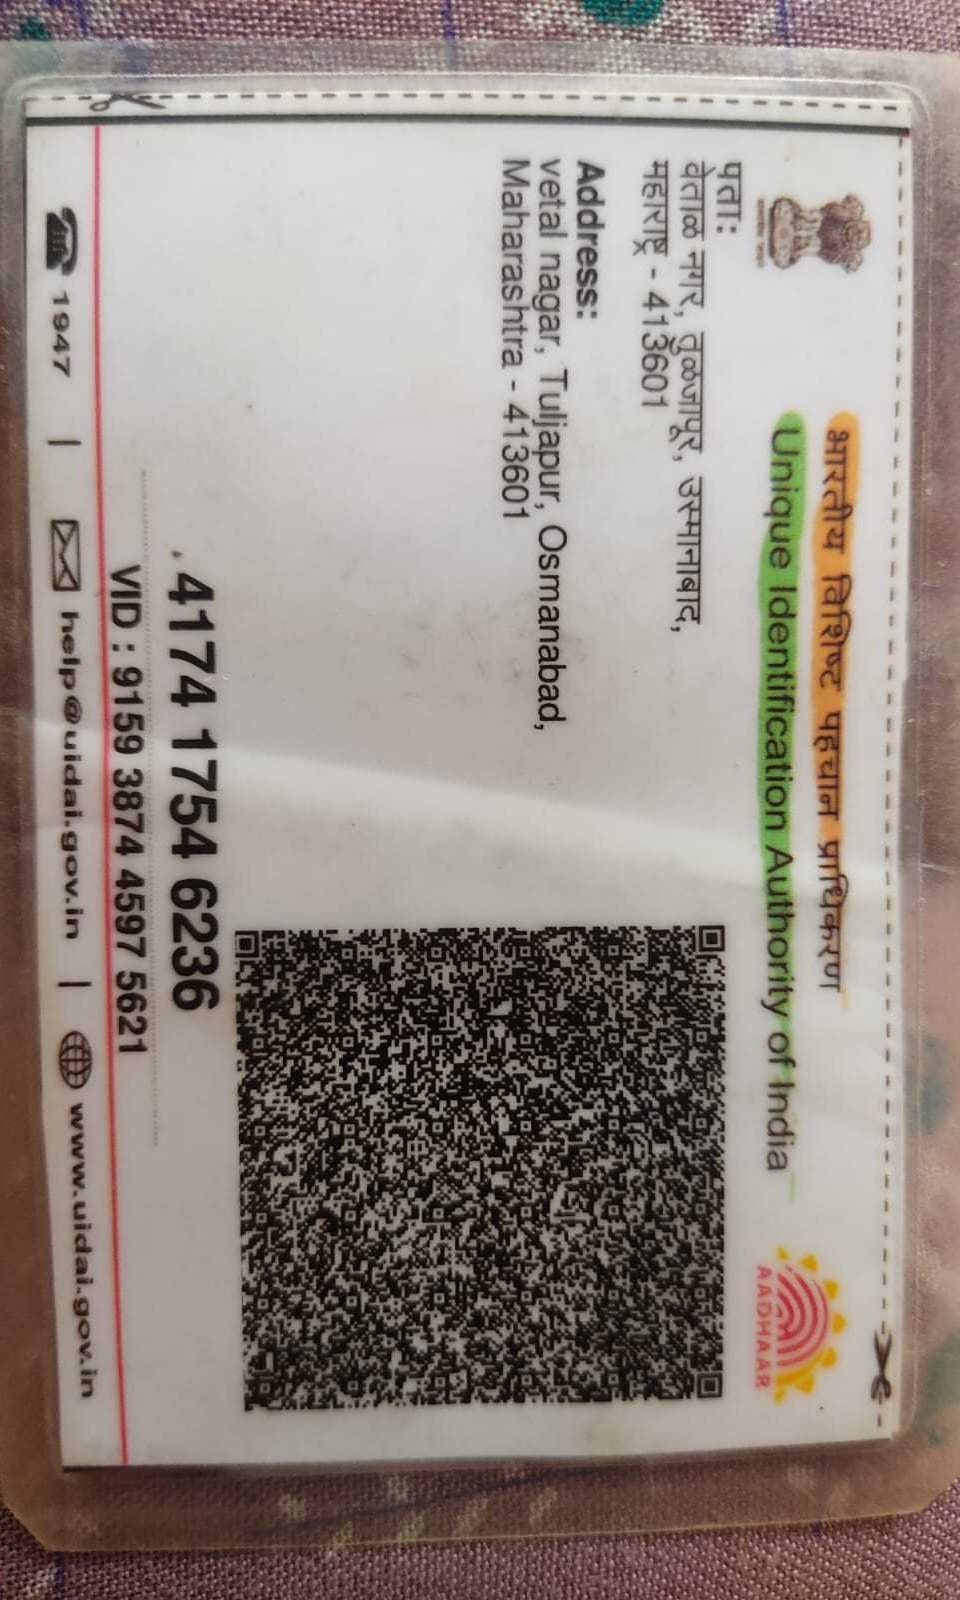 भारतीय विशिष्ट पहचान प्राधिकरण
Unique Identification Authority of India
AADHAAR
पता:
वेताळ नगर, तुळजापूर, उस्मानाबाद,
महाराष्ट्र - 413601
Address:
vetal nagar, Tuljapur, Osmanabad,
Maharashtra - 413601
4174 1754 6236
VID : 9159 3874 4597 5621
1947 | help@uidai.gov.in | www.uidai.gov.in